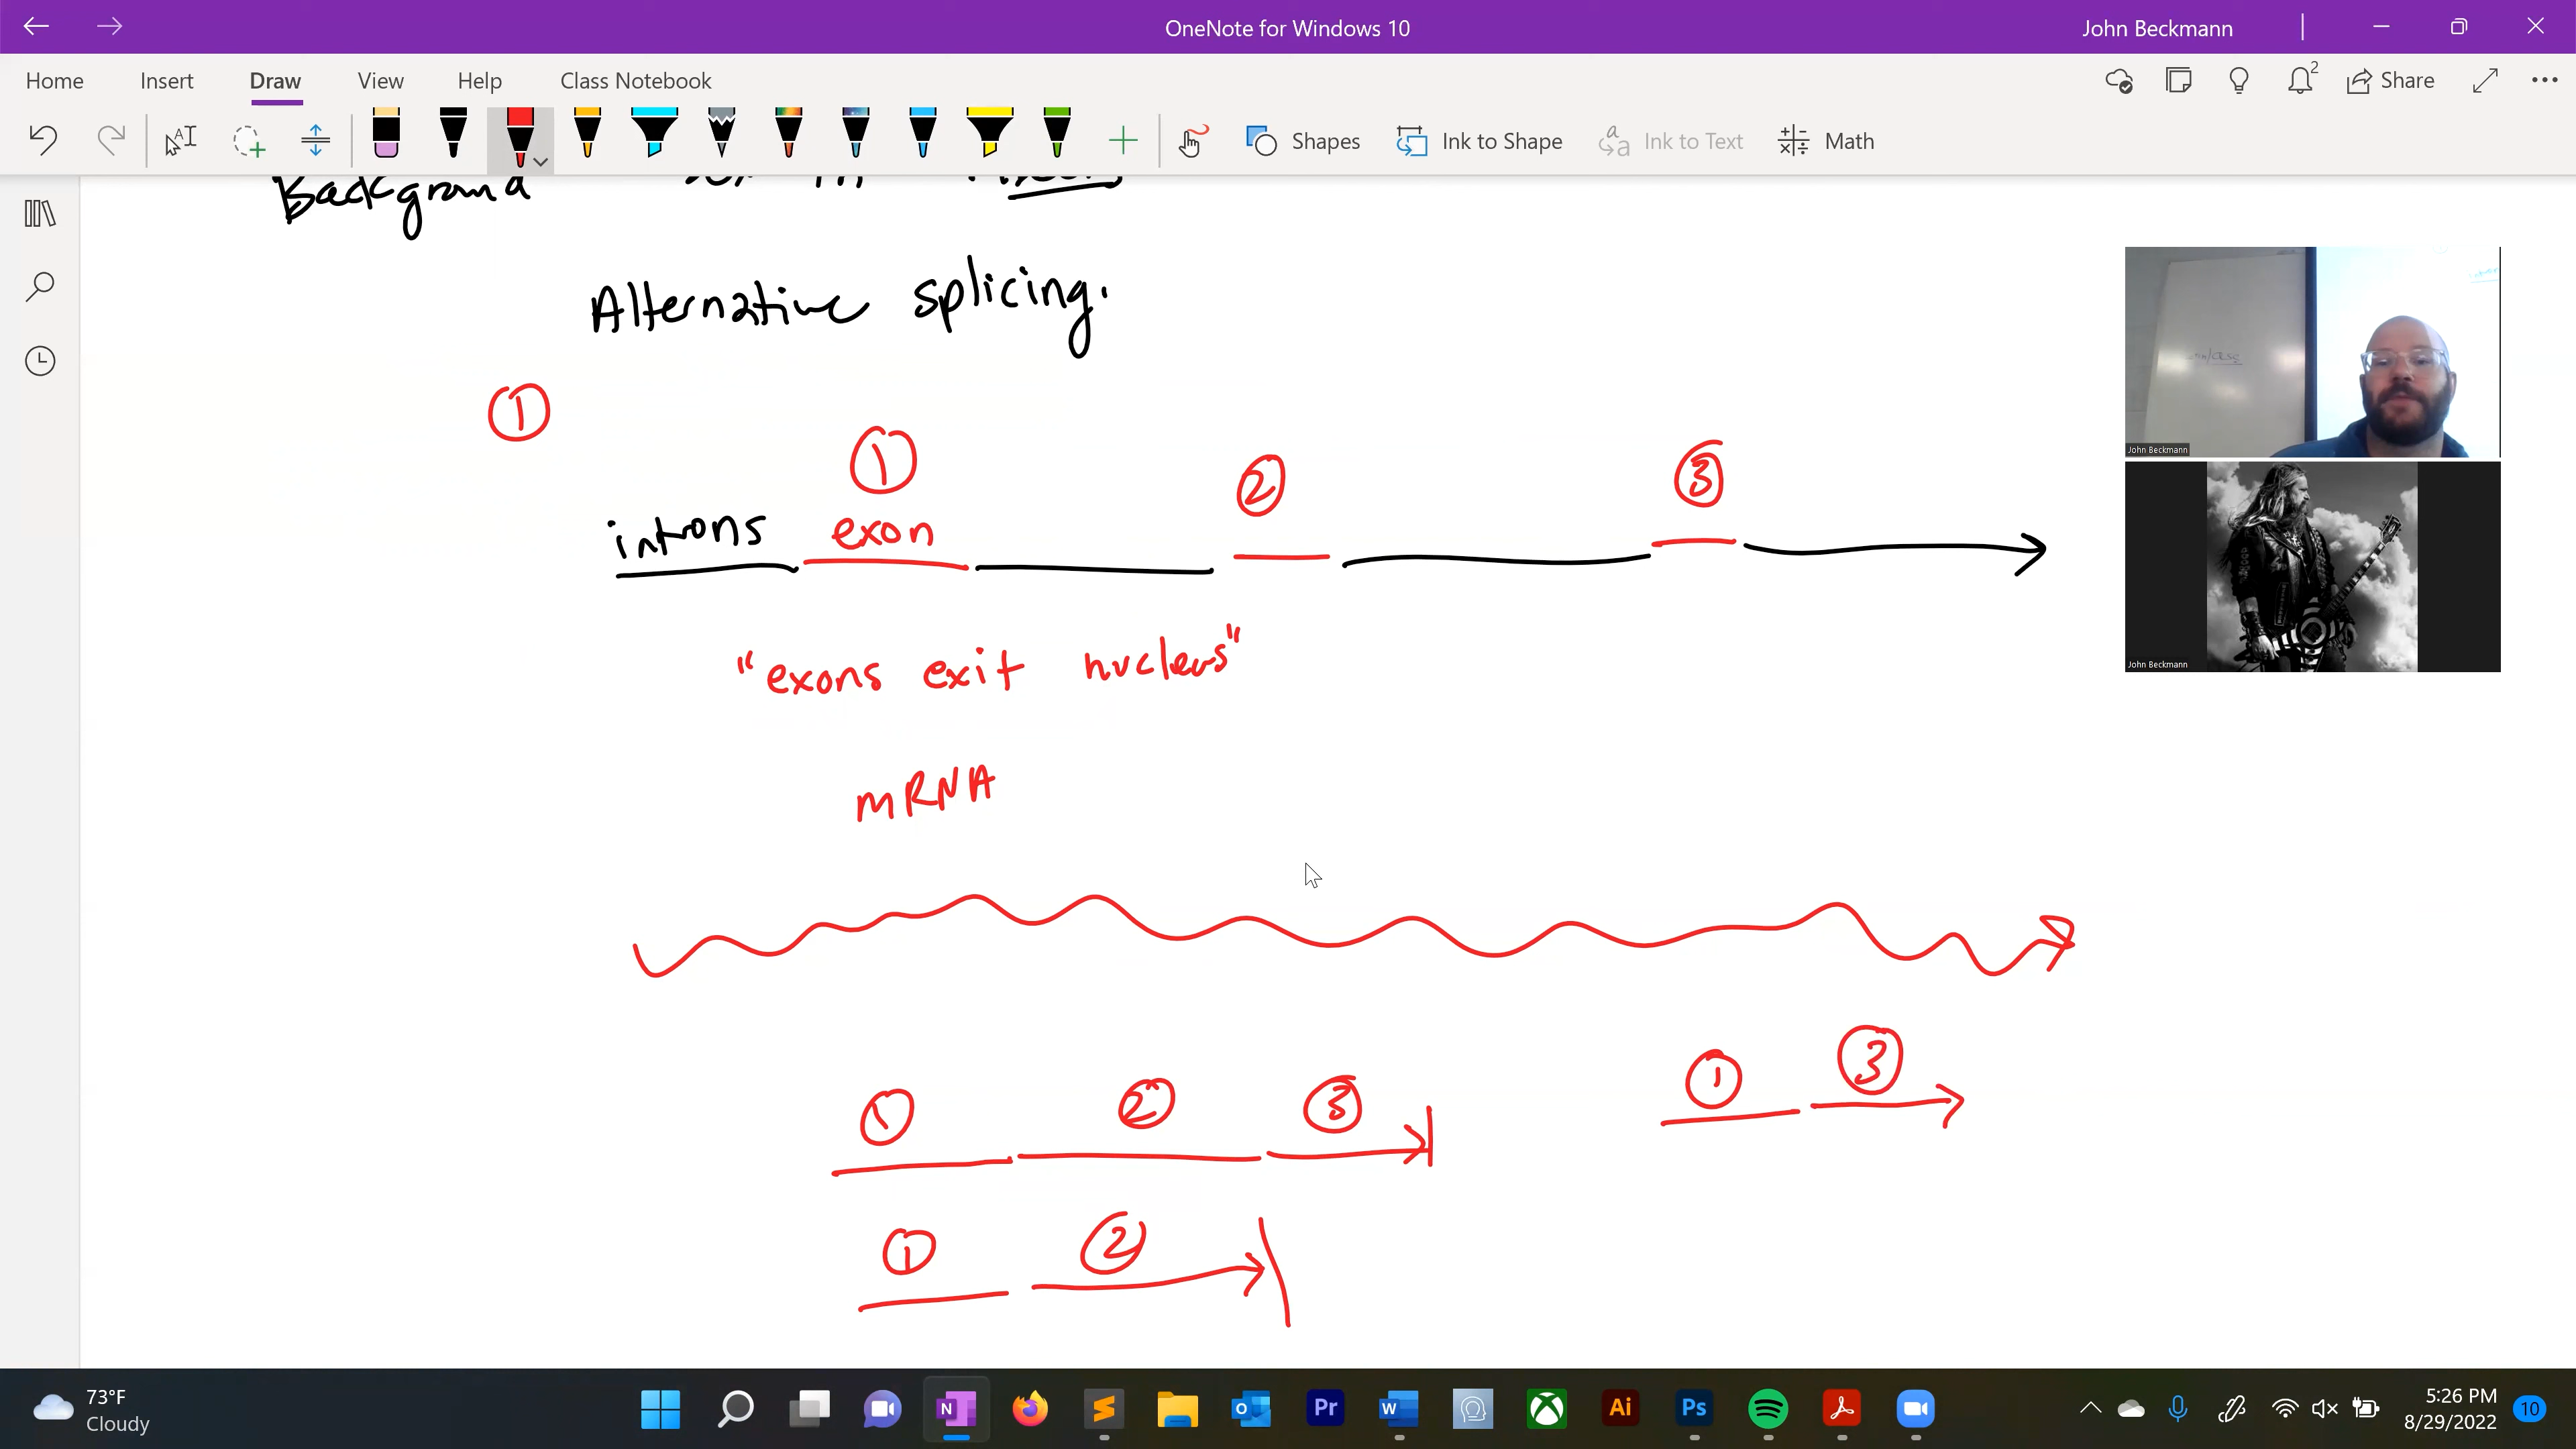 OneNote for Windows 10
John Beckmann
Home Insert Draw View Help Class Notebook
2
Share
Shapes Ink to Shape Ink to Text Math
Background
Alternative splicing.
①
① ② ③
introns exon
"exons exit nucleus"
mRNA
① ② ③
① ③
① ②
John Beckmann
John Beckmann
73°F
Cloudy
5:26 PM
8/29/2022
10